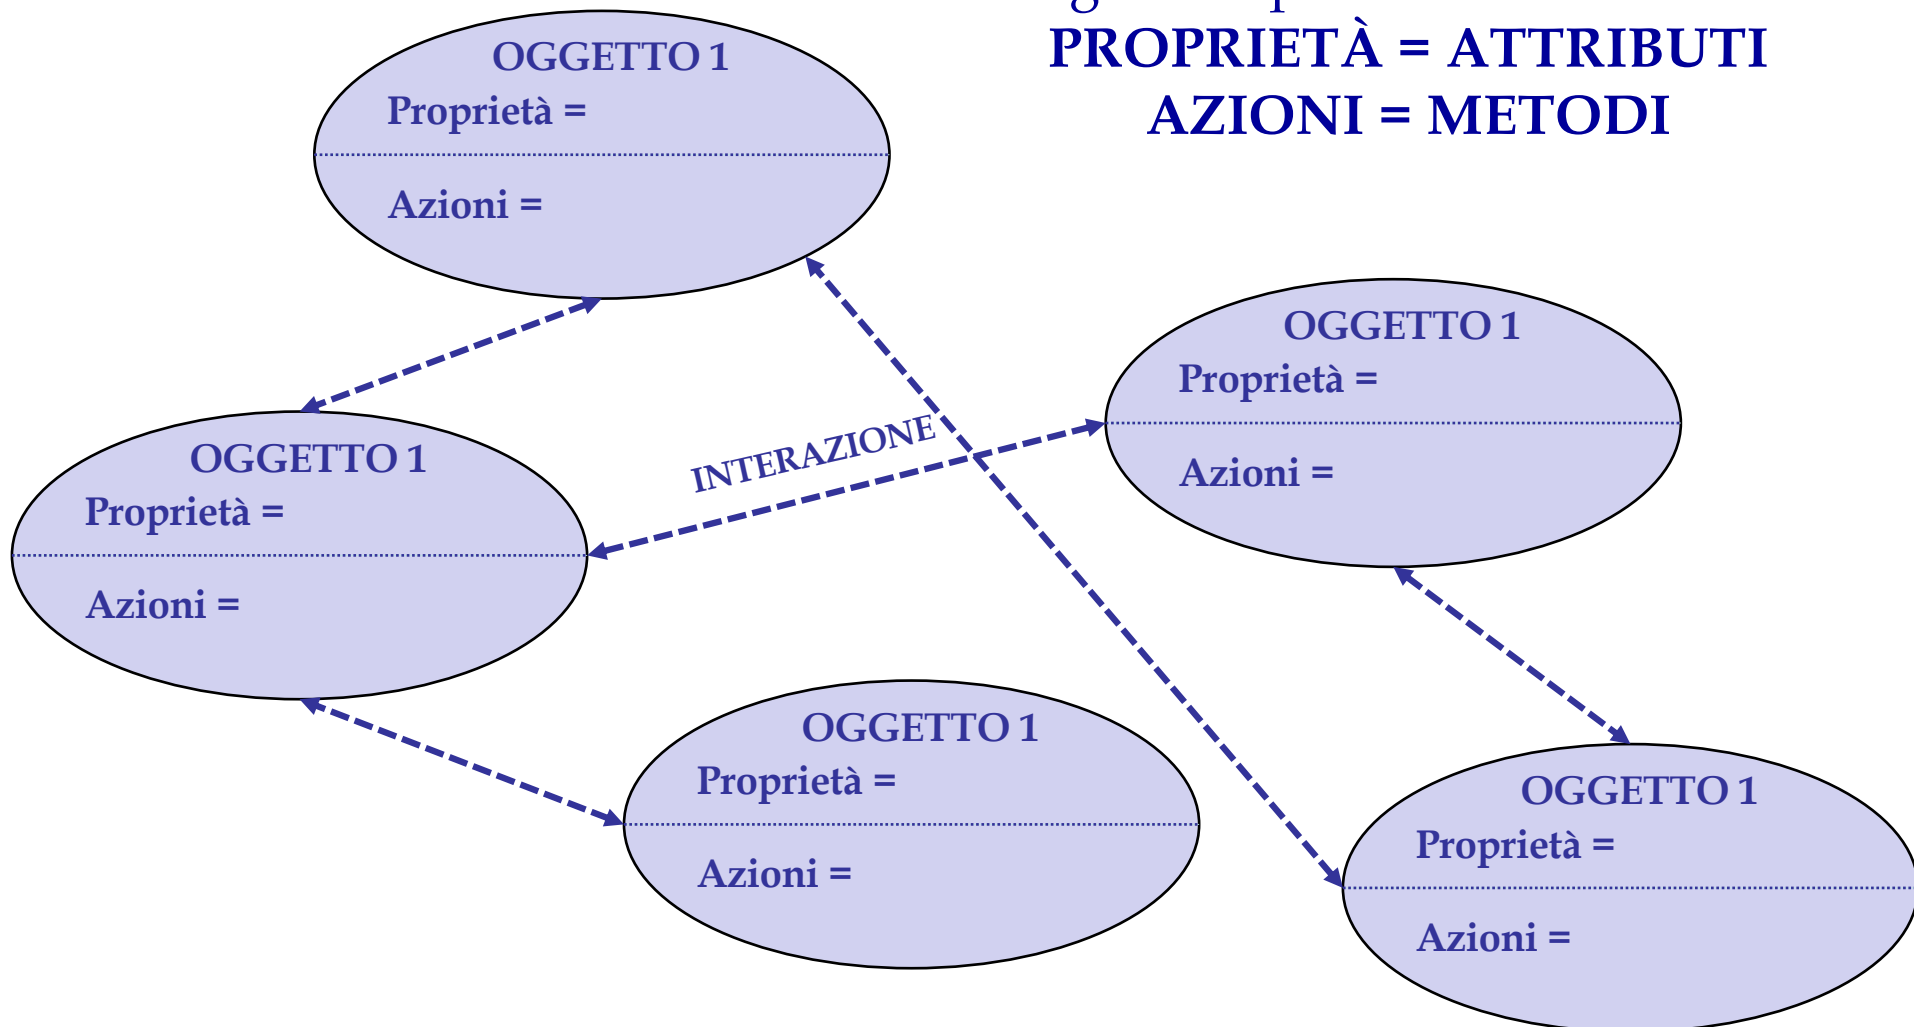 PROPRIETÀ = ATTRIBUTI
AZIONI = METODI
OGGETTO 1
Proprietà =
Azioni =
OGGETTO 1
Proprietà =
Azioni =
INTERAZIONE
OGGETTO 1
Proprietà =
Azioni =
OGGETTO 1
Proprietà =
Azioni =
OGGETTO 1
Proprietà =
Azioni =